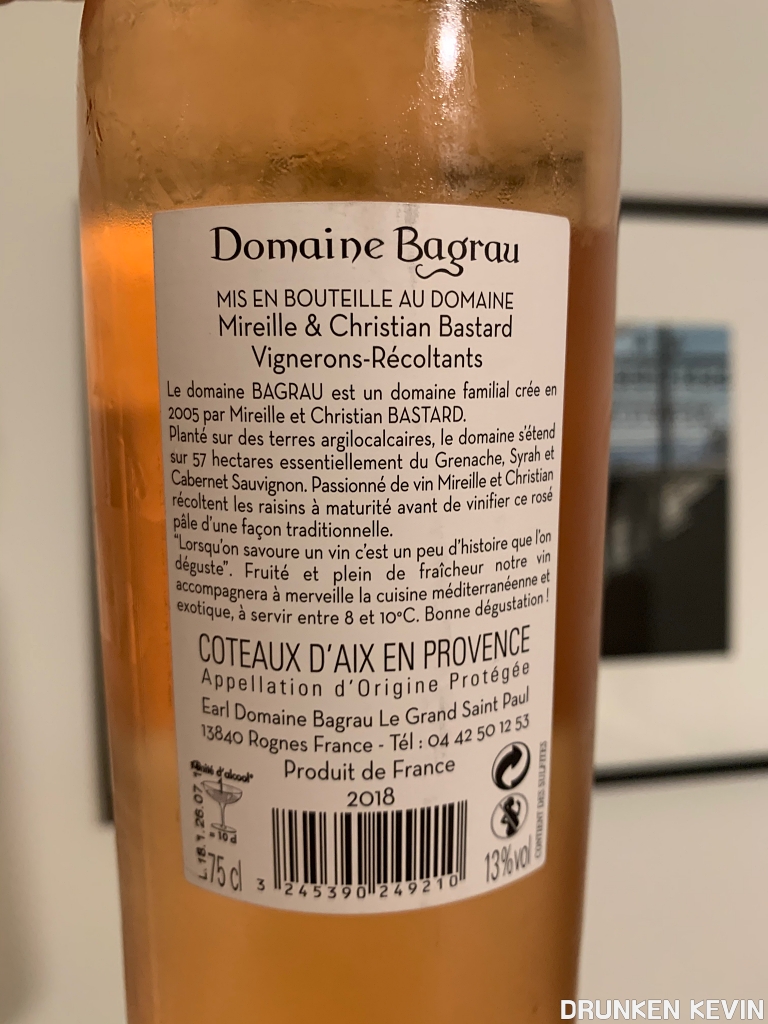 Domaine Bagrau
MIS EN BOUTEILLE AU DOMAINE
Mireille & Christian Bastard
Vignerons-Récoltants
Le domaine BAGRAU est un domaine familial crée en
2005 par Mireille et Christian BASTARD.
Planté sur des terres argilocalcaires, le domaine s'étend
sur 57 hectares essentiellement du Grenache, Syrah et
Cabernet Sauvignon. Passionné de vin Mireille et Christian
récoltent les raisins à maturité avant de vinifier ce rosé
pâle d'une façon traditionnelle.
"Lorsqu'on savoure un vin c'est un peu d'histoire que l'on
déguste". Fruité et plein de fraîcheur notre vin
accompagnera à merveille la cuisine méditerranéenne et
exotique, à servir entre 8 et 10°C. Bonne dégustation !
COTEAUX D'AIX EN PROVENCE
Appellation d'Origine Protégée
Earl Domaine Bagrau Le Grand Saint Paul
13840 Rognes France - Tél : 04 42 50 12 53
Produit de France
2018
d'alcool"
75 cl
3 245390 249210
13%vol
CONTIENT DES SULFITES
DRUNKEN KEVIN